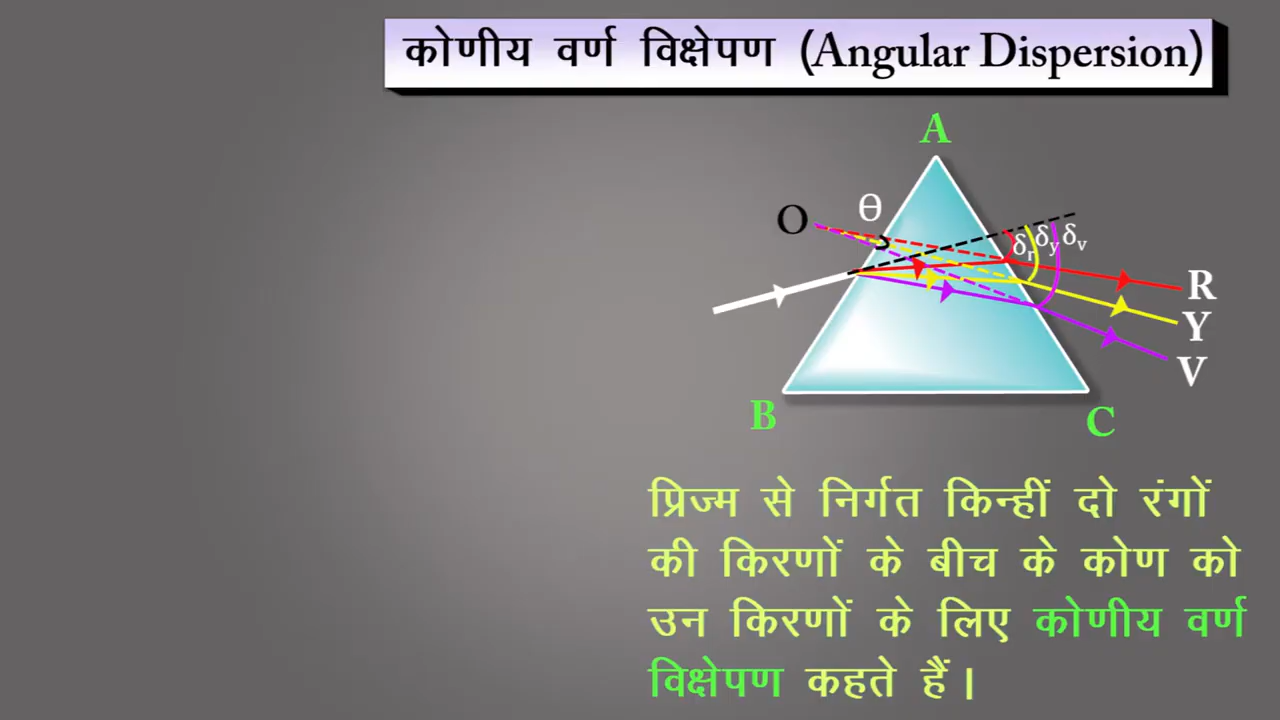 कोणीय वर्ण विक्षेपण (Angular Dispersion)
A
O
θ
δr
δy
δv
R
Y
V
B
C
प्रिज्म से निर्गत किन्हीं दो रंगों
की किरणों के बीच के कोण को
उन किरणों के लिए कोणीय वर्ण
विक्षेपण कहते हैं।